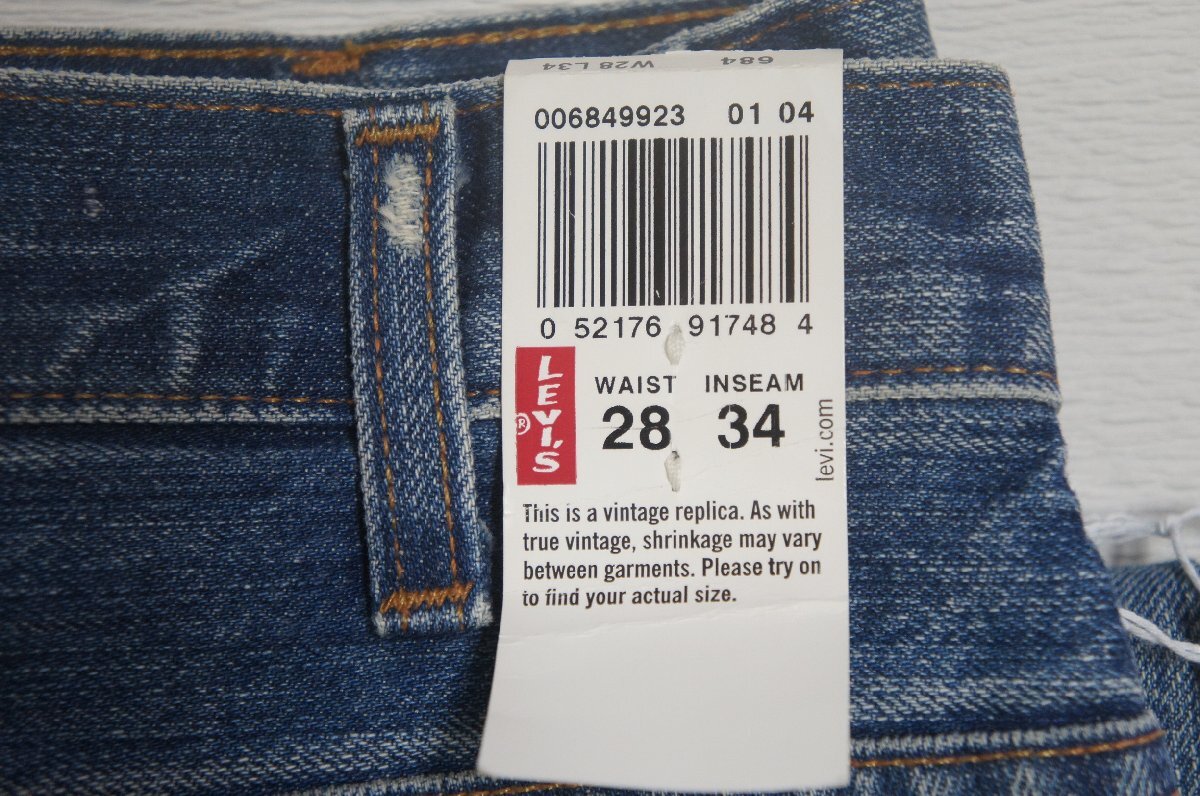 W28 L34 684
006849923 01 04
0 52176 91748 4
LEVI'S
®
WAIST INSEAM
28 34
levi.com
This is a vintage replica. As with
true vintage, shrinkage may vary
between garments. Please try on
to find your actual size.